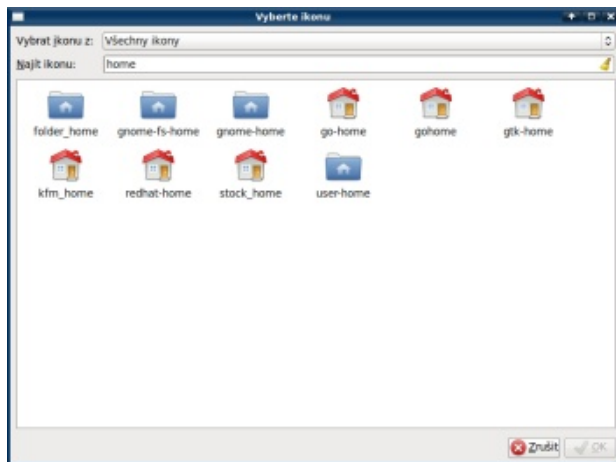 Vyberte ikonu
Vybrat ikonu z: Všechny ikony
Najít ikonu: home
folder_home gnome-fs-home gnome-home go-home gohome gtk-home
kfm_home redhat-home stock_home user-home
Zrušit OK